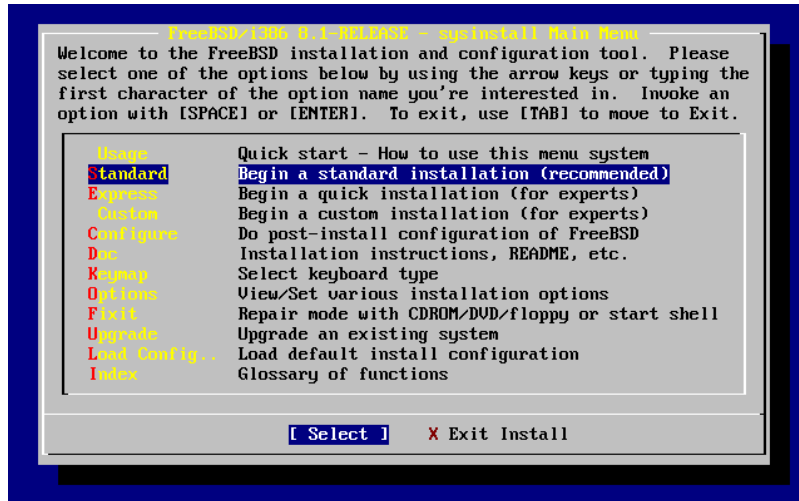 FreeBSD/i386 8.1-RELEASE - sysinstall Main Menu
Welcome to the FreeBSD installation and configuration tool.  Please
select one of the options below by using the arrow keys or typing the
first character of the option name you're interested in.  Invoke an
option with [SPACE] or [ENTER].  To exit, use [TAB] to move to Exit.
Usage Quick start - How to use this menu system
Standard Begin a standard installation (recommended)
Express Begin a quick installation (for experts)
Custom Begin a custom installation (for experts)
Configure Do post-install configuration of FreeBSD
Doc Installation instructions, README, etc.
Keymap Select keyboard type
Options View/Set various installation options
Fixit Repair mode with CDROM/DVD/floppy or start shell
Upgrade Upgrade an existing system
Load Config.. Load default install configuration
Index Glossary of functions
[ Select ] X Exit Install